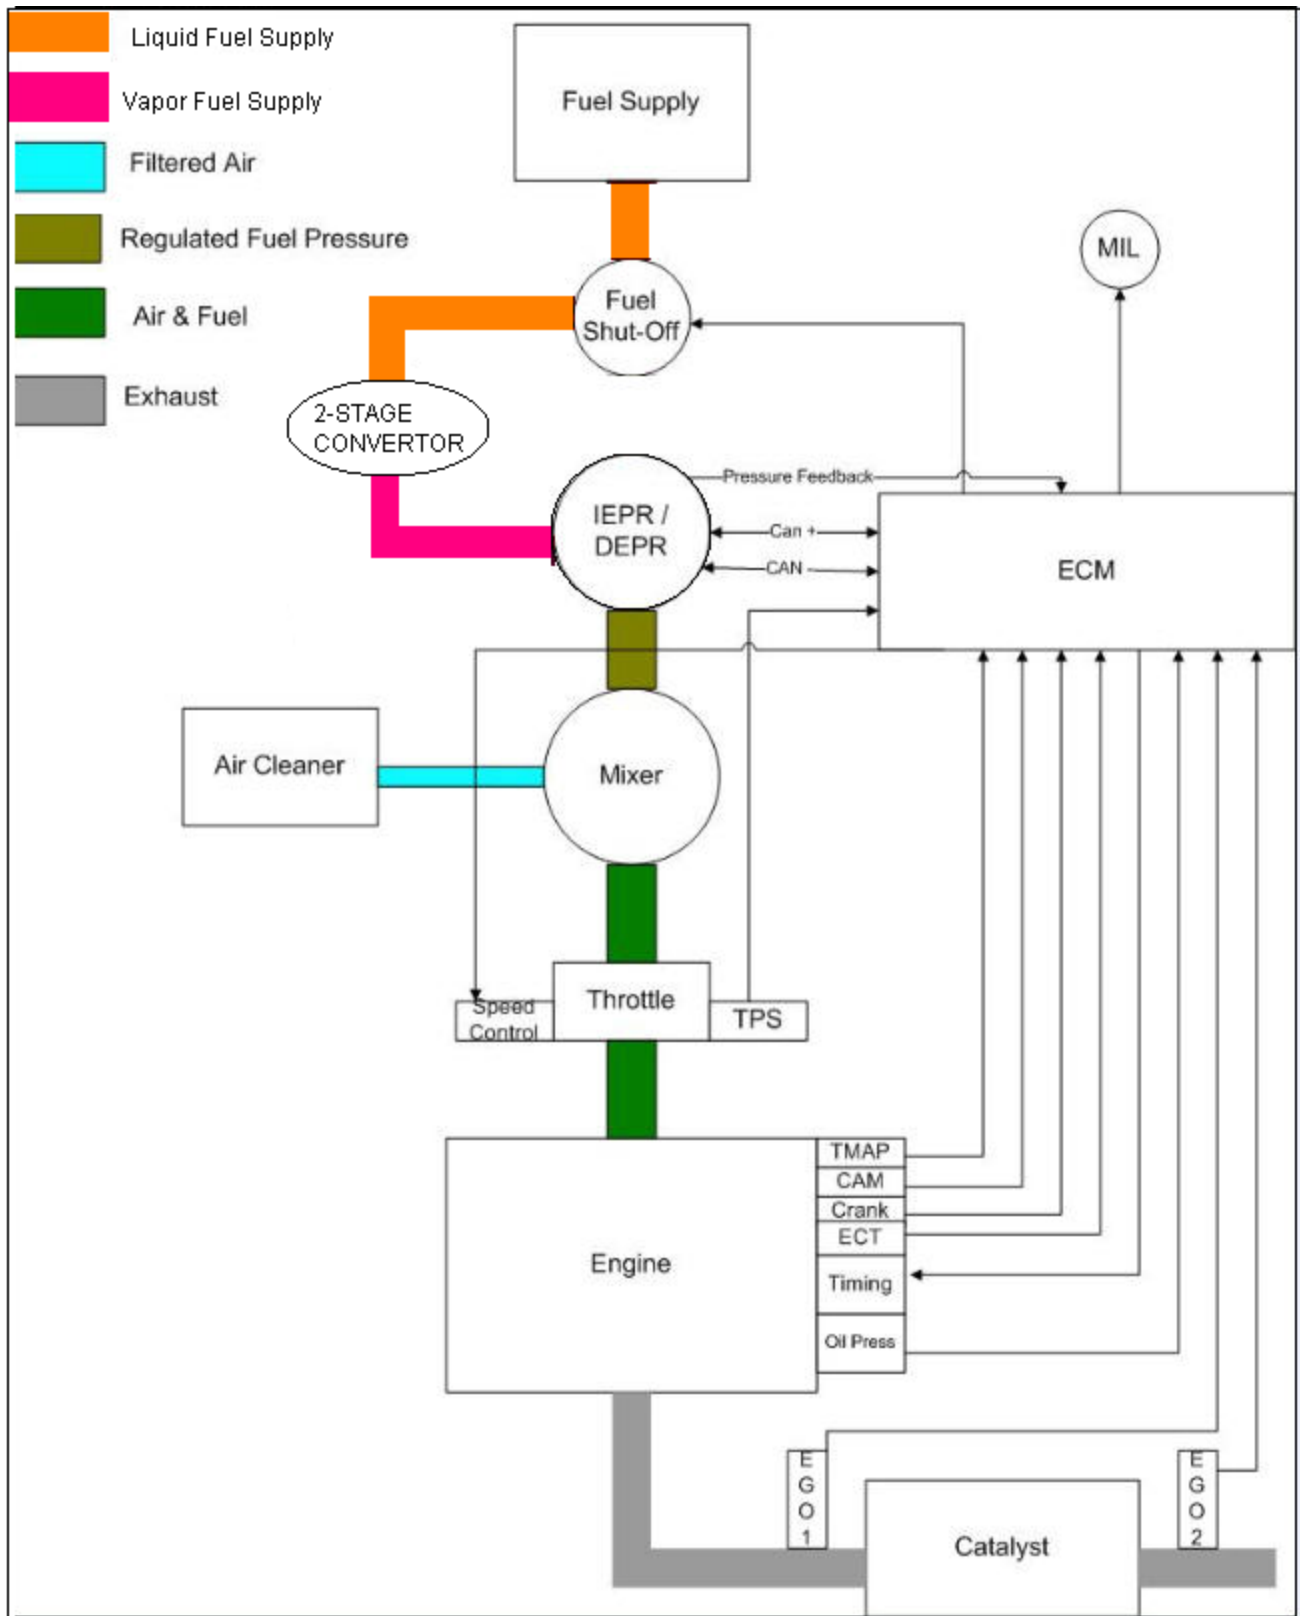 Liquid Fuel Supply
Vapor Fuel Supply
Filtered Air
Regulated Fuel Pressure
Air & Fuel
Exhaust
Fuel Supply
Fuel
Shut-Off
MIL
2-STAGE
CONVERTOR
IEPR /
DEPR
Pressure Feedback
Can +
CAN
ECM
Air Cleaner
Mixer
Speed
Control
Throttle
TPS
Engine
TMAP
CAM
Crank
ECT
Timing
Oil Press
E
G
O
1
Catalyst
E
G
O
2